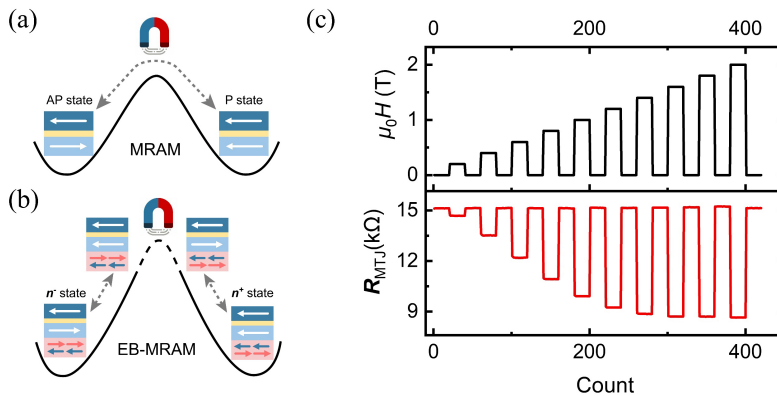 (a)
AP state
P state
MRAM
(b)
n⁻ state
n⁺ state
EB-MRAM
(c)
0 200 400
μ₀H (T)
2
1
0
R_MTJ(kΩ)
15
12
9
0 200 400
Count